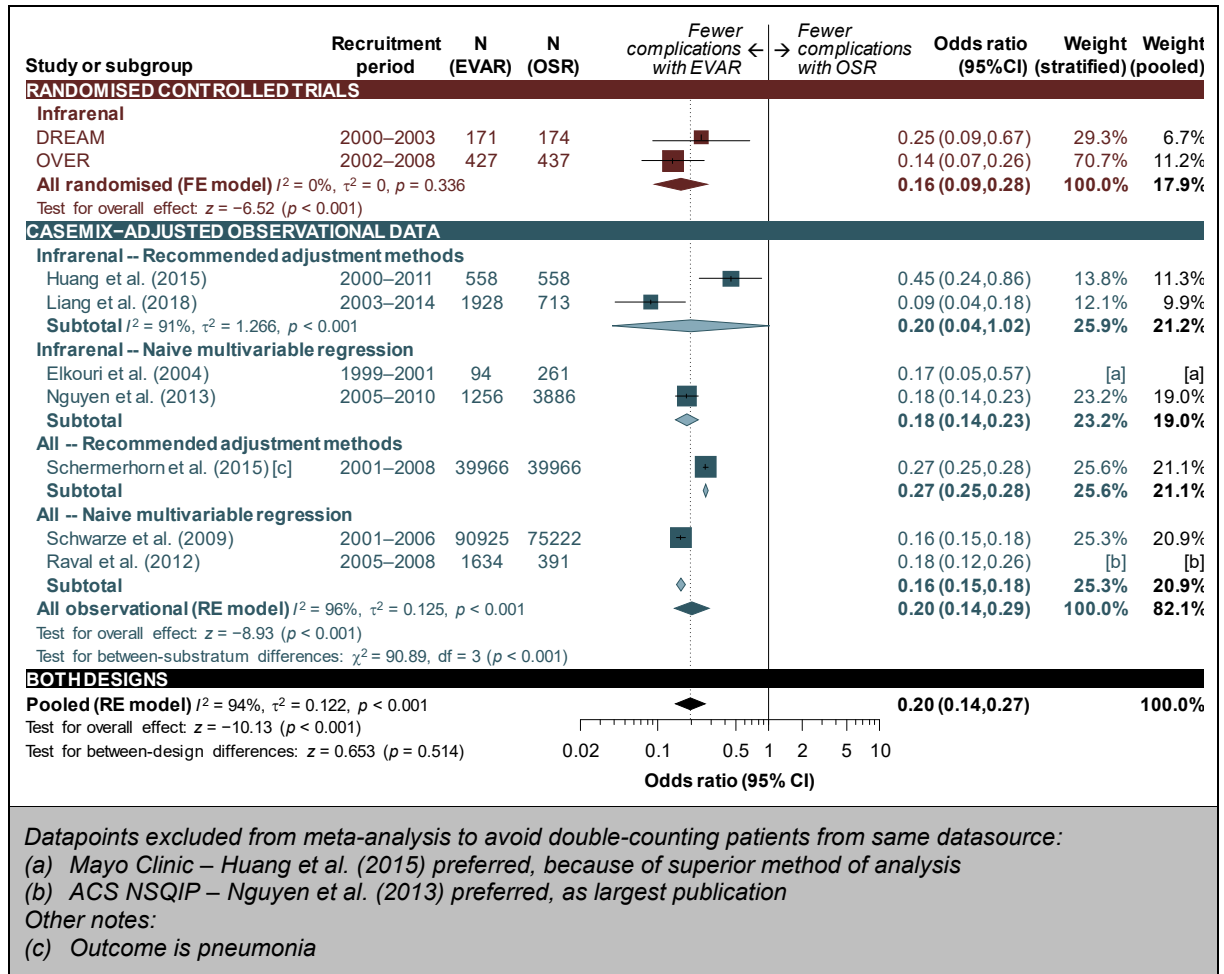 Study or subgroup Recruitment period N (EVAR) N (OSR) Fewer complications with EVAR ← → Fewer complications with OSR Odds ratio (95%CI) Weight (stratified) Weight (pooled)
RANDOMISED CONTROLLED TRIALS
Infrarenal
DREAM 2000–2003 171 174 0.25 (0.09,0.67) 29.3% 6.7%
OVER 2002–2008 427 437 0.14 (0.07,0.26) 70.7% 11.2%
All randomised (FE model) I² = 0%, τ² = 0, p = 0.336 0.16 (0.09,0.28) 100.0% 17.9%
Test for overall effect: z = −6.52 (p < 0.001)
CASEMIX−ADJUSTED OBSERVATIONAL DATA
Infrarenal -- Recommended adjustment methods
Huang et al. (2015) 2000–2011 558 558 0.45 (0.24,0.86) 13.8% 11.3%
Liang et al. (2018) 2003–2014 1928 713 0.09 (0.04,0.18) 12.1% 9.9%
Subtotal I² = 91%, τ² = 1.266, p < 0.001 0.20 (0.04,1.02) 25.9% 21.2%
Infrarenal -- Naive multivariable regression
Elkouri et al. (2004) 1999–2001 94 261 0.17 (0.05,0.57) [a] [a]
Nguyen et al. (2013) 2005–2010 1256 3886 0.18 (0.14,0.23) 23.2% 19.0%
Subtotal 0.18 (0.14,0.23) 23.2% 19.0%
All -- Recommended adjustment methods
Schermerhorn et al. (2015) [c] 2001–2008 39966 39966 0.27 (0.25,0.28) 25.6% 21.1%
Subtotal 0.27 (0.25,0.28) 25.6% 21.1%
All -- Naive multivariable regression
Schwarze et al. (2009) 2001–2006 90925 75222 0.16 (0.15,0.18) 25.3% 20.9%
Raval et al. (2012) 2005–2008 1634 391 0.18 (0.12,0.26) [b] [b]
Subtotal 0.16 (0.15,0.18) 25.3% 20.9%
All observational (RE model) I² = 96%, τ² = 0.125, p < 0.001 0.20 (0.14,0.29) 100.0% 82.1%
Test for overall effect: z = −8.93 (p < 0.001)
Test for between-substratum differences: χ² = 90.89, df = 3 (p < 0.001)
BOTH DESIGNS
Pooled (RE model) I² = 94%, τ² = 0.122, p < 0.001 0.20 (0.14,0.27) 100.0%
Test for overall effect: z = −10.13 (p < 0.001)
Test for between-design differences: z = 0.653 (p = 0.514)
0.02 0.1 0.5 1 2 5 10
Odds ratio (95% CI)
Datapoints excluded from meta-analysis to avoid double-counting patients from same datasource:
(a) Mayo Clinic – Huang et al. (2015) preferred, because of superior method of analysis
(b) ACS NSQIP – Nguyen et al. (2013) preferred, as largest publication
Other notes:
(c) Outcome is pneumonia